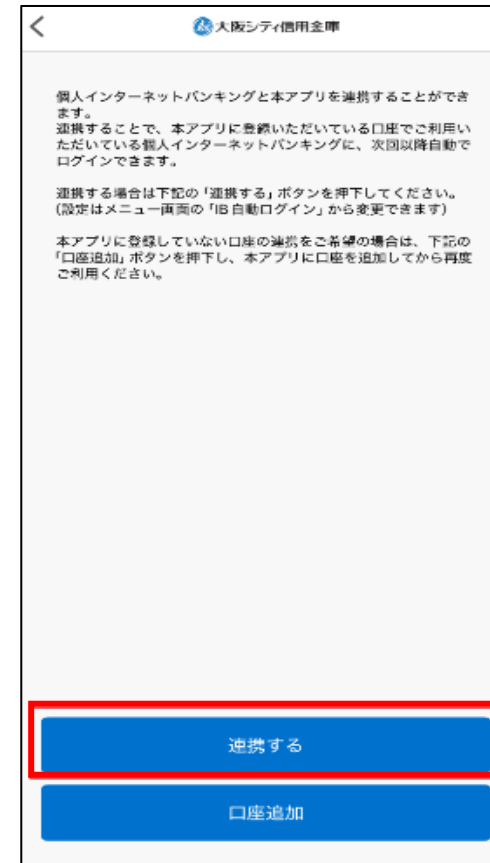 大阪シティ信用金庫
個人インターネットバンキングと本アプリを連携することができ
ます。
連携することで、本アプリに登録いただいている口座でご利用い
ただいている個人インターネットバンキングに、次回以降自動で
ログインできます。
連携する場合は下記の「連携する」ボタンを押下してください。
(設定はメニュー画面の「IB自動ログイン」から変更できます)
本アプリに登録していない口座の連携をご希望の場合は、下記の
「口座追加」ボタンを押下し、本アプリに口座を追加してから再度
ご利用ください。
連携する
口座追加